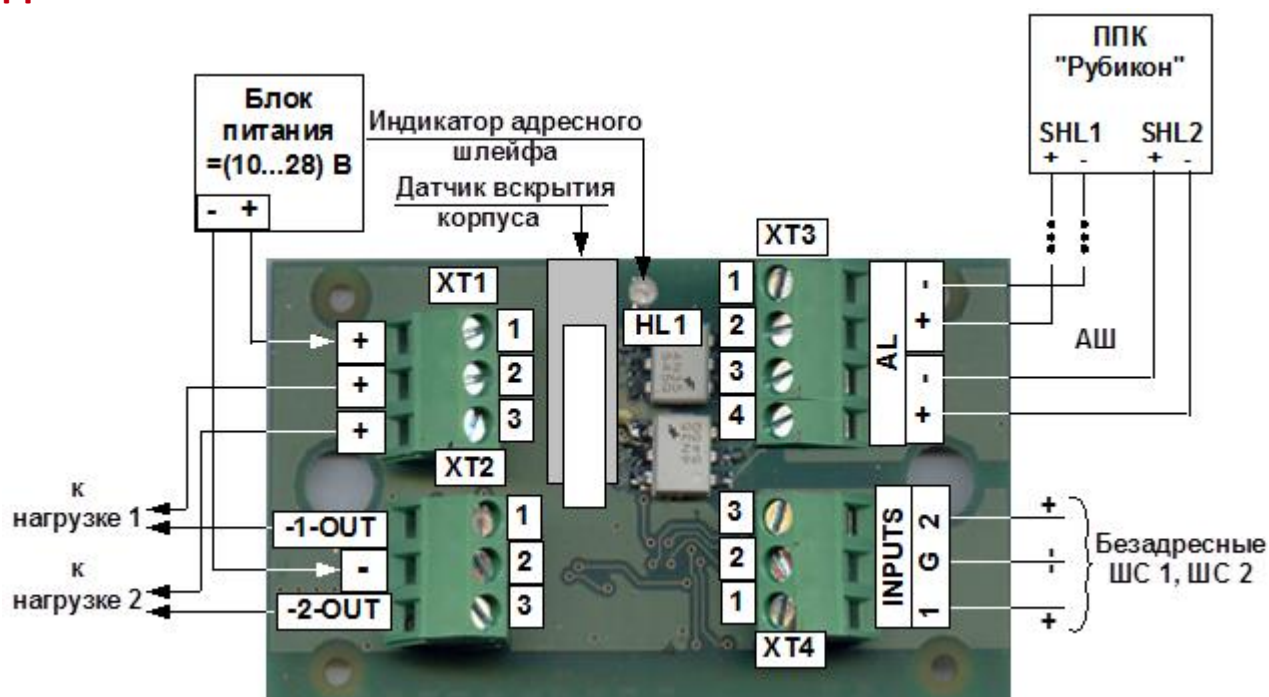 ППК
"Рубикон"
SHL1 SHL2
+ - + -
Блок
питания
=(10...28) В
- +
Индикатор адресного
шлейфа
Датчик вскрытия
корпуса
XT1
+ 1
+ 2
+ 3
XT2
-1-OUT 1
- 2
-2-OUT 3
к
нагрузке 1
к
нагрузке 2
HL1
XT3
1 -
2 +
3 -
4 +
AL
АШ
3 2 +
2 G -
-
1 1 +
INPUTS
XT4
Безадресные
ШС 1, ШС 2